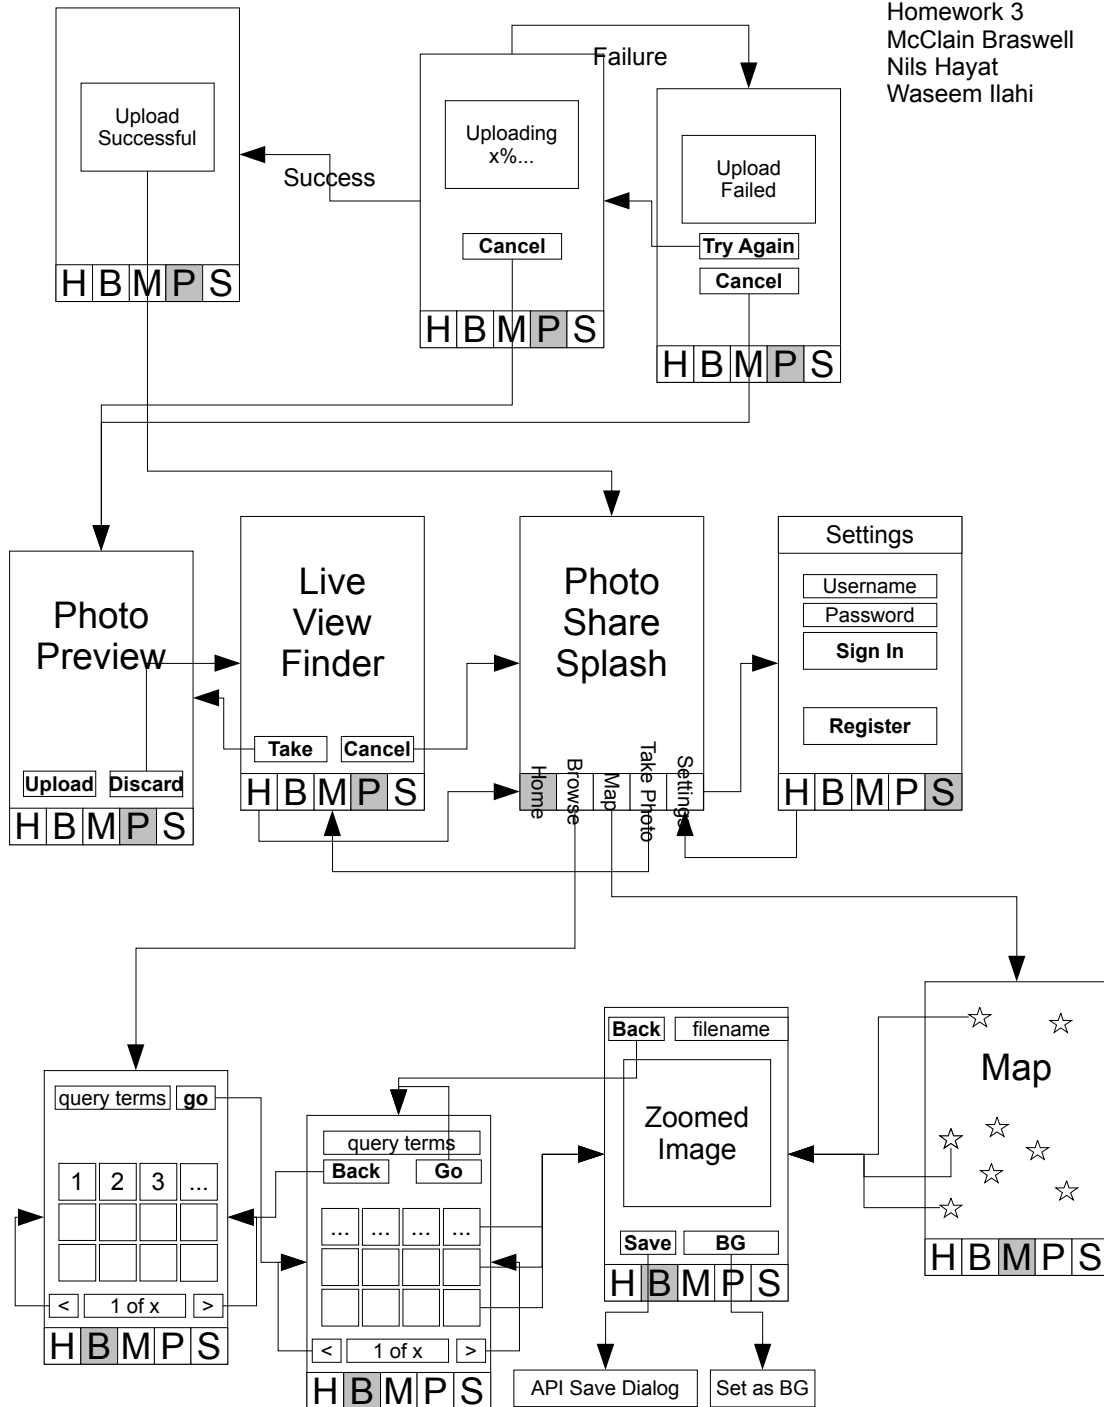 Homework 3
McClain Braswell
Nils Hayat
Waseem Ilahi
Upload
Successful
H B M P S
Success
Failure
Uploading
x%...
Cancel
H B M P S
Upload
Failed
Try Again
Cancel
H B M P S
Photo
Preview
Upload Discard
H B M P S
Live
View
Finder
Take Cancel
H B M P S
Photo
Share
Splash
Home
Browse
Map
Take Photo
Settings
Settings
Username
Password
Sign In
Register
H B M P S
query terms go
1 2 3 ...
< 1 of x >
H B M P S
query terms
Back Go
... ... ... ...
< 1 of x >
H B M P S
Back filename
Zoomed
Image
Save BG
H B M P S
API Save Dialog
Set as BG
Map
H B M P S